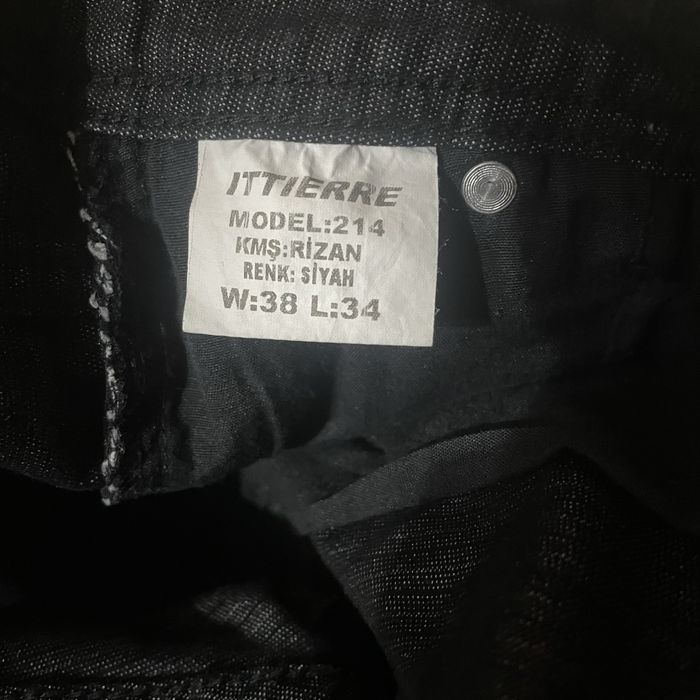 ITTIERRE
MODEL:214
KMŞ:RİZAN
RENK: SİYAH
W:38 L:34